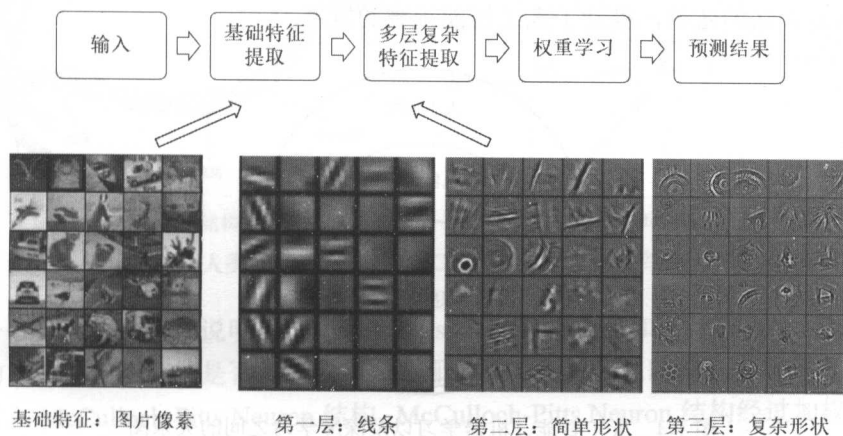 输入
基础特征
提取
多层复杂
特征提取
权重学习
预测结果
基础特征：图片像素
第一层：线条
第二层：简单形状
第三层：复杂形状